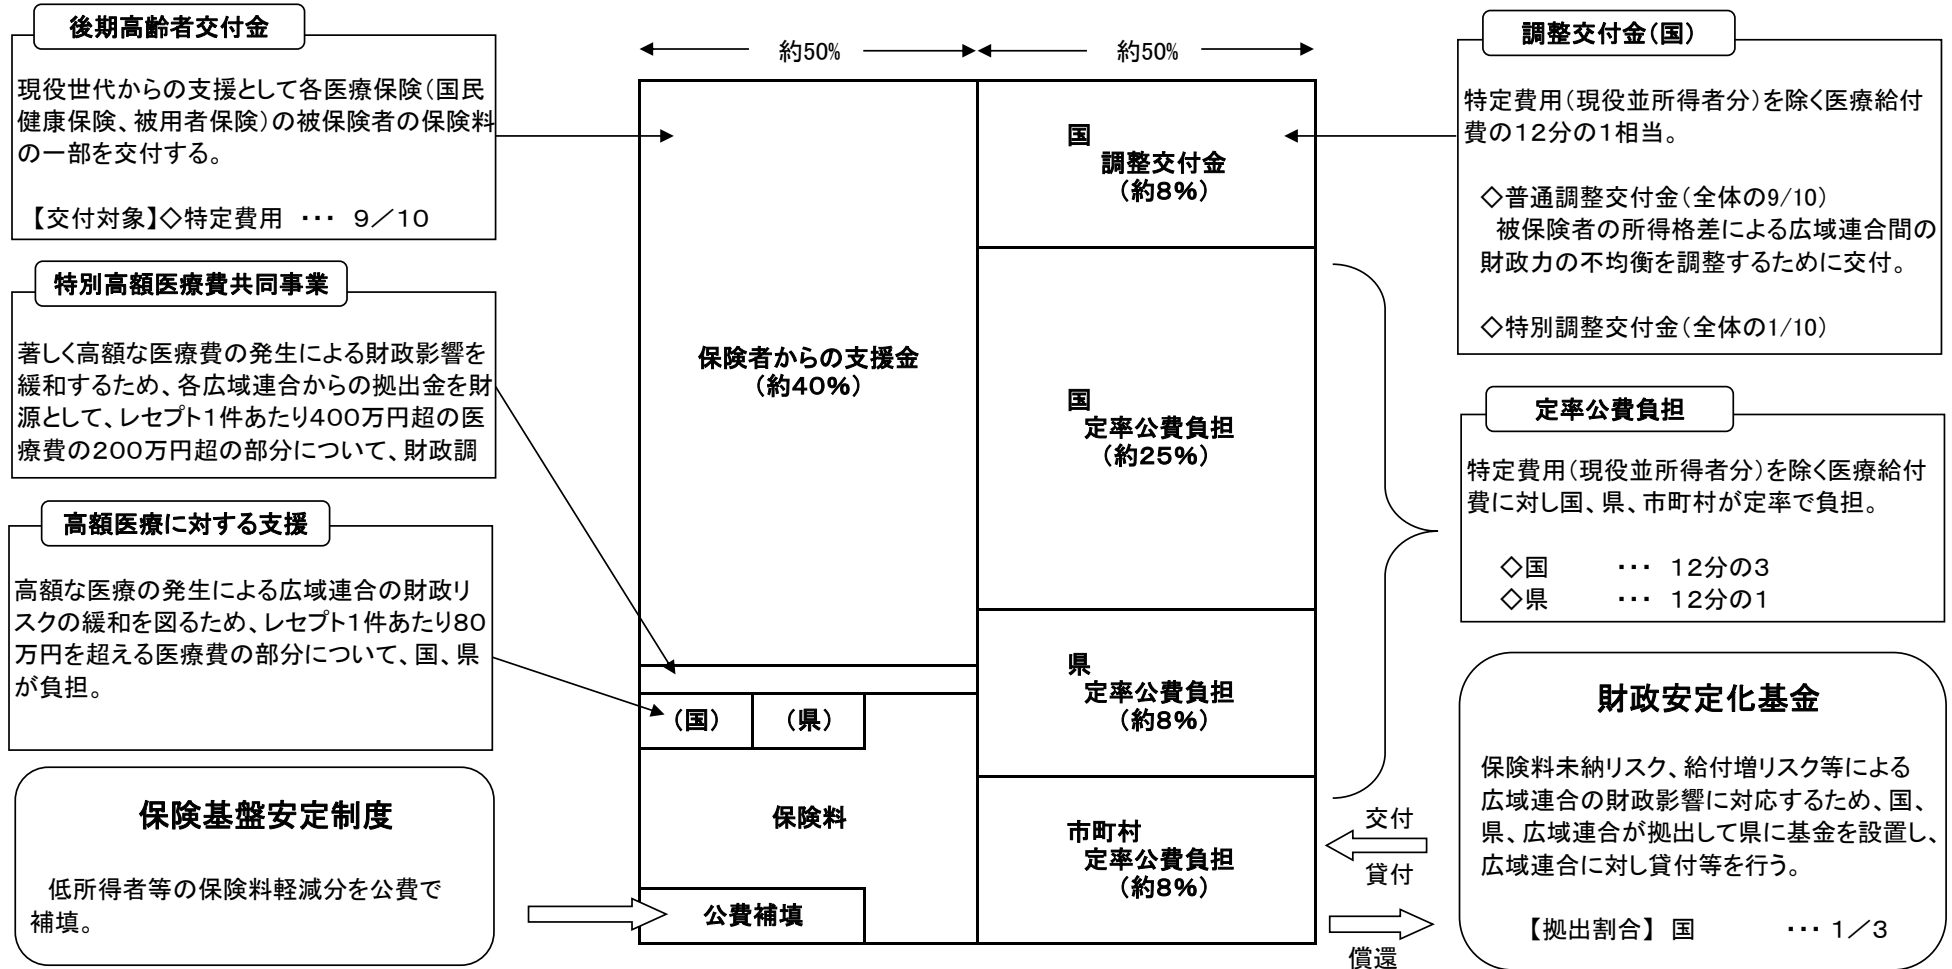 後期高齢者交付金
現役世代からの支援として各医療保険（国民
健康保険、被用者保険）の被保険者の保険料
の一部を交付する。
【交付対象】◇特定費用 ・・・ ９／１０
特別高額医療費共同事業
著しく高額な医療費の発生による財政影響を
緩和するため、各広域連合からの拠出金を財
源として、レセプト１件あたり４００万円超の医
療費の２００万円超の部分について、財政調
高額医療に対する支援
高額な医療の発生による広域連合の財政リ
スクの緩和を図るため、レセプト１件あたり８０
万円を超える医療費の部分について、国、県
が負担。
保険基盤安定制度
低所得者等の保険料軽減分を公費で
補填。
約50%
約50%
保険者からの支援金
（約４０％）
（国）
（県）
保険料
公費補填
国
調整交付金
（約８％）
国
定率公費負担
（約２５％）
県
定率公費負担
（約８％）
市町村
定率公費負担
（約８％）
交付
貸付
償還
調整交付金（国）
特定費用（現役並所得者分）を除く医療給付
費の１２分の１相当。
◇普通調整交付金（全体の9/10）
被保険者の所得格差による広域連合間の
財政力の不均衡を調整するために交付。
◇特別調整交付金（全体の1/10）
定率公費負担
特定費用（現役並所得者分）を除く医療給付
費に対し国、県、市町村が定率で負担。
◇国 ・・・ １２分の３
◇県 ・・・ １２分の１
財政安定化基金
保険料未納リスク、給付増リスク等による
広域連合の財政影響に対応するため、国、
県、広域連合が拠出して県に基金を設置し、
広域連合に対し貸付等を行う。
【拠出割合】 国 ・・・ １／３